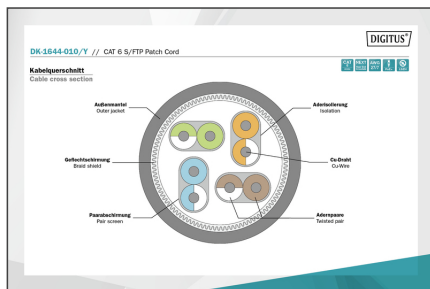 DIGITUS®
DK-1644-010/Y // CAT 6 S/FTP Patch Cord
Kabelquerschnitt
Cable cross section
Außenmantel
Outer jacket
Aderisolierung
Isolation
Geflechtschirmung
Braid shield
Cu-Draht
Cu-Wire
Paarabschirmung
Pair screen
Adernpaare
Twisted pair